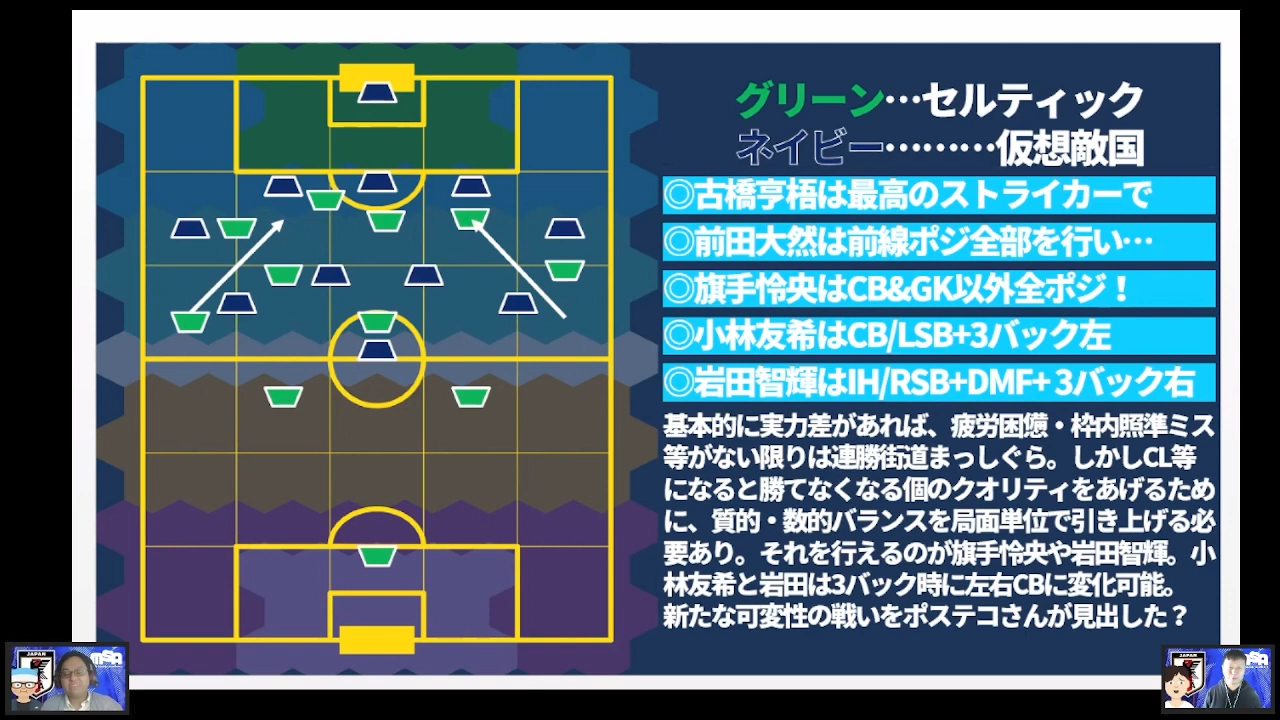 グリーン…セルティック
ネイビー………仮想敵国
◎古橋亨梧は最高のストライカーで
◎前田大然は前線ポジ全部を行い…
◎旗手怜央はCB&GK以外全ポジ！
◎小林友希はCB/LSB+3バック左
◎岩田智輝はIH/RSB+DMF+ 3バック右
基本的に実力差があれば、疲労困憊・枠内照準ミス
等がない限りは連勝街道まっしぐら。しかしCL等
になると勝てなくなる個のクオリティをあげるため
に、質的・数的バランスを局面単位で引き上げる必
要あり。それを行えるのが旗手怜央や岩田智輝。小
林友希と岩田は3バック時に左右CBに変化可能。
新たな可変性の戦いをポステコさんが見出した？
JAPAN
JAPAN